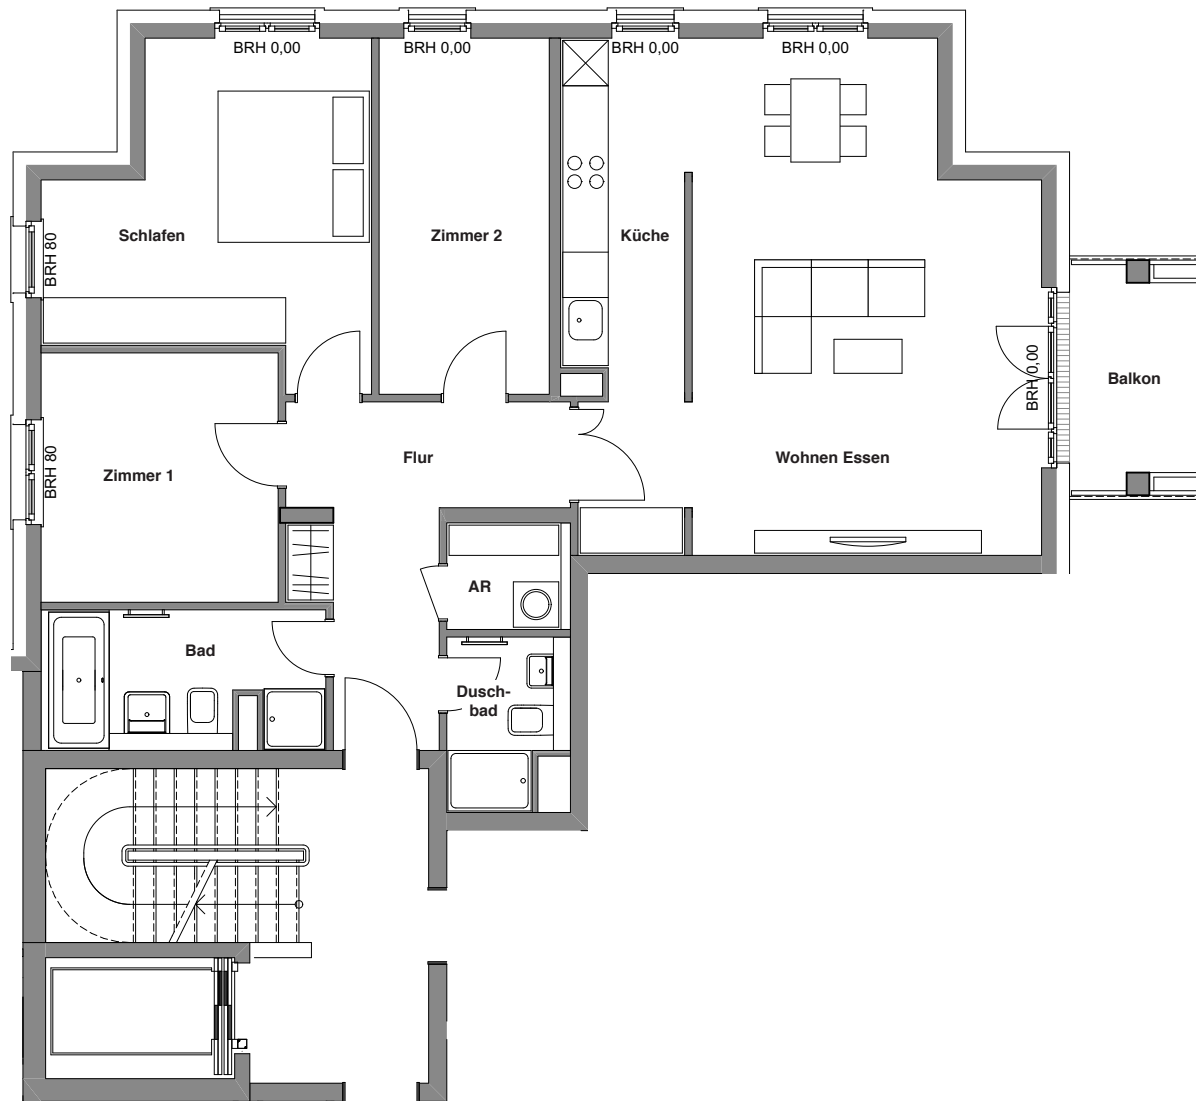 BRH 0,00
BRH 0,00
BRH 0,00
BRH 0,00
Schlafen
Zimmer 2
Küche
BRH 80
BRH 0,00
Balkon
Zimmer 1
BRH 80
Flur
Wohnen Essen
AR
Bad
Dusch-
bad